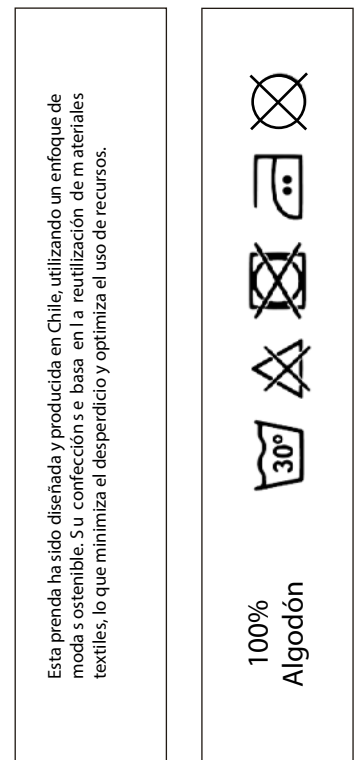 Esta prenda ha sido diseñada y producida en Chile, utilizando un enfoque de
moda s ostenible. S u confección s e basa en l a reutilización de m ateriales
textiles, lo que minimiza el desperdicio y optimiza el uso de recursos.
100%
Algodón
30°